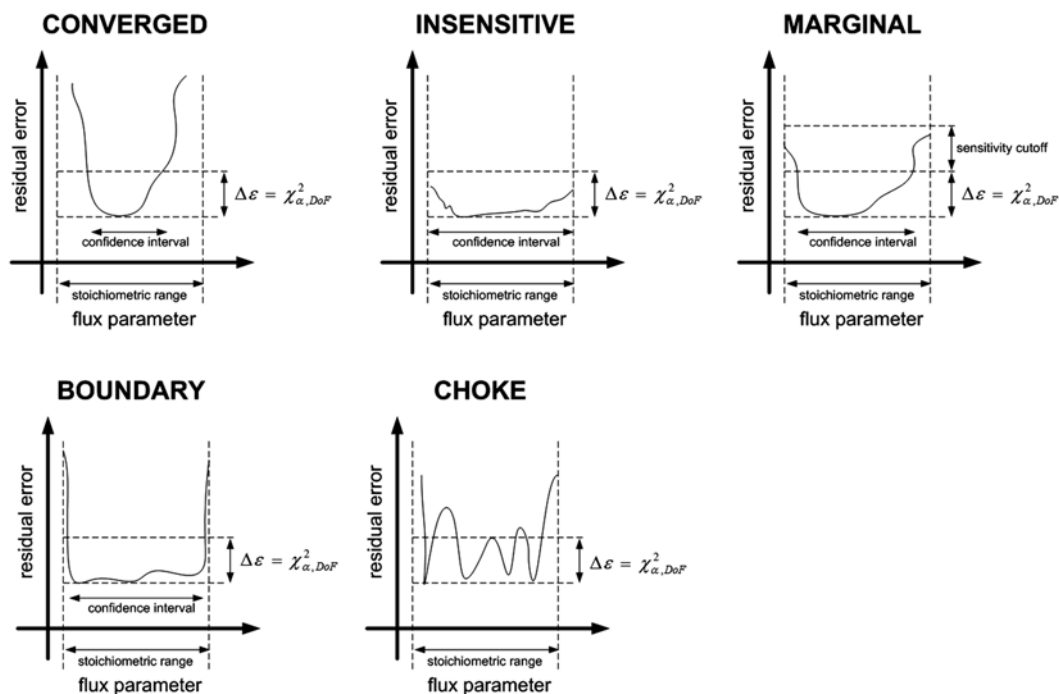 CONVERGED
residual error
Δε = χ²α,DoF
confidence interval
stoichiometric range
flux parameter
INSENSITIVE
residual error
Δε = χ²α,DoF
confidence interval
stoichiometric range
flux parameter
MARGINAL
residual error
sensitivity cutoff
Δε = χ²α,DoF
confidence interval
stoichiometric range
flux parameter
BOUNDARY
residual error
Δε = χ²α,DoF
confidence interval
stoichiometric range
flux parameter
CHOKE
residual error
Δε = χ²α,DoF
stoichiometric range
flux parameter